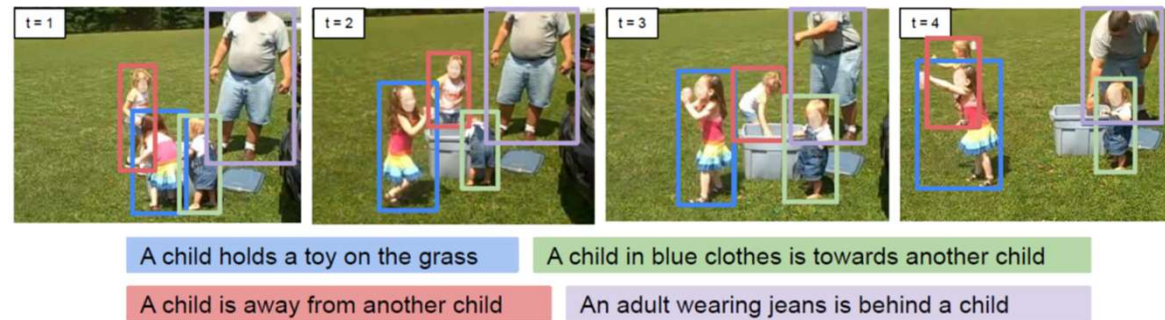 t = 1
t = 2
t = 3
t = 4
A child holds a toy on the grass
A child in blue clothes is towards another child
A child is away from another child
An adult wearing jeans is behind a child